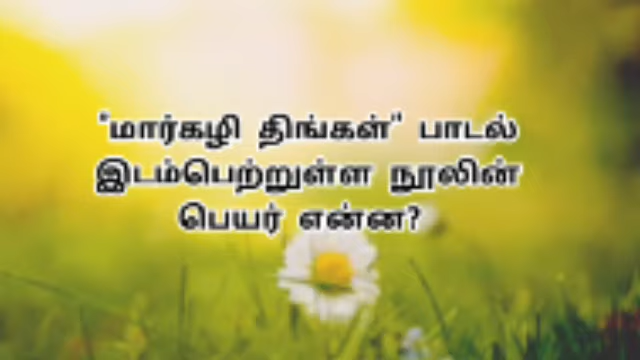 "மார்கழி திங்கள்" பாடல்
இடம்பெற்றுள்ள நூலின்
பெயர் என்ன?